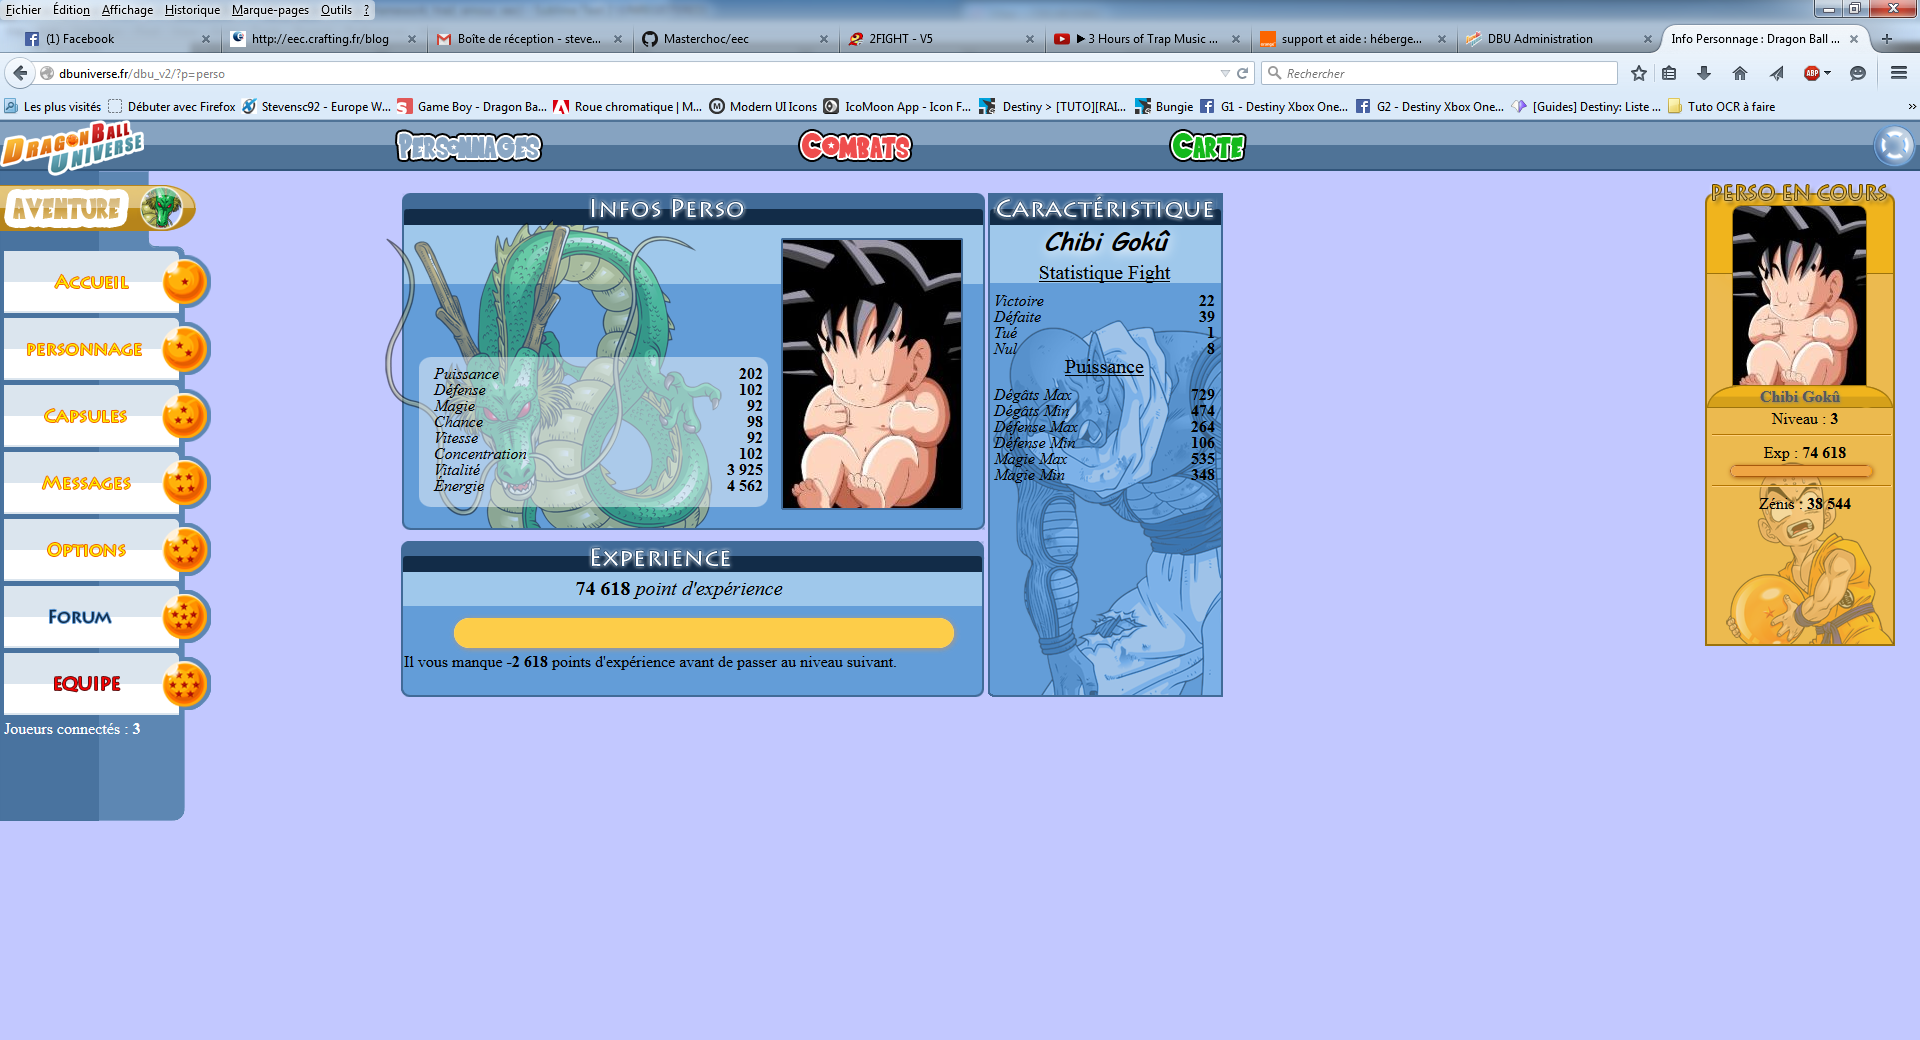 Fichier Édition Affichage Historique Marque-pages Outils ?
(1) Facebook
http://eec.crafting.fr/blog
Boîte de réception - steve...
Masterchoc/eec
2FIGHT - V5
▶ 3 Hours of Trap Music ...
support et aide : héberge...
DBU Administration
Info Personnage : Dragon Ball ...
dbuniverse.fr/dbu_v2/?p=perso
Rechercher
ABP
Les plus visités
Débuter avec Firefox
Stevensc92 - Europe W...
Game Boy - Dragon Ba...
Roue chromatique | M...
Modern UI Icons
IcoMoon App - Icon F...
Destiny > [TUTO][RAI...
Bungie
G1 - Destiny Xbox One...
G2 - Destiny Xbox One...
[Guides] Destiny: Liste ...
Tuto OCR à faire
»
Dragon Ball
Universe
Personnages
Combats
Carte
AVENTURE
Accueil
personnage
Capsules
Messages
Options
Forum
EQUIPE
Joueurs connectés : 3
Infos Perso
Puissance 202
Défense 102
Magie 92
Chance 98
Vitesse 92
Concentration 102
Vitalité 3 925
Énergie 4 562
Experience
74 618 point d'expérience
Il vous manque -2 618 points d'expérience avant de passer au niveau suivant.
Caractéristique
Chibi Gokû
Statistique Fight
Victoire 22
Défaite 39
Tué 1
Nul 8
Puissance
Dégâts Max 729
Dégâts Min 474
Défense Max 264
Défense Min 106
Magie Max 535
Magie Min 348
PERSO EN COURS
Chibi Gokû
Niveau : 3
Exp : 74 618
Zénis : 38 544